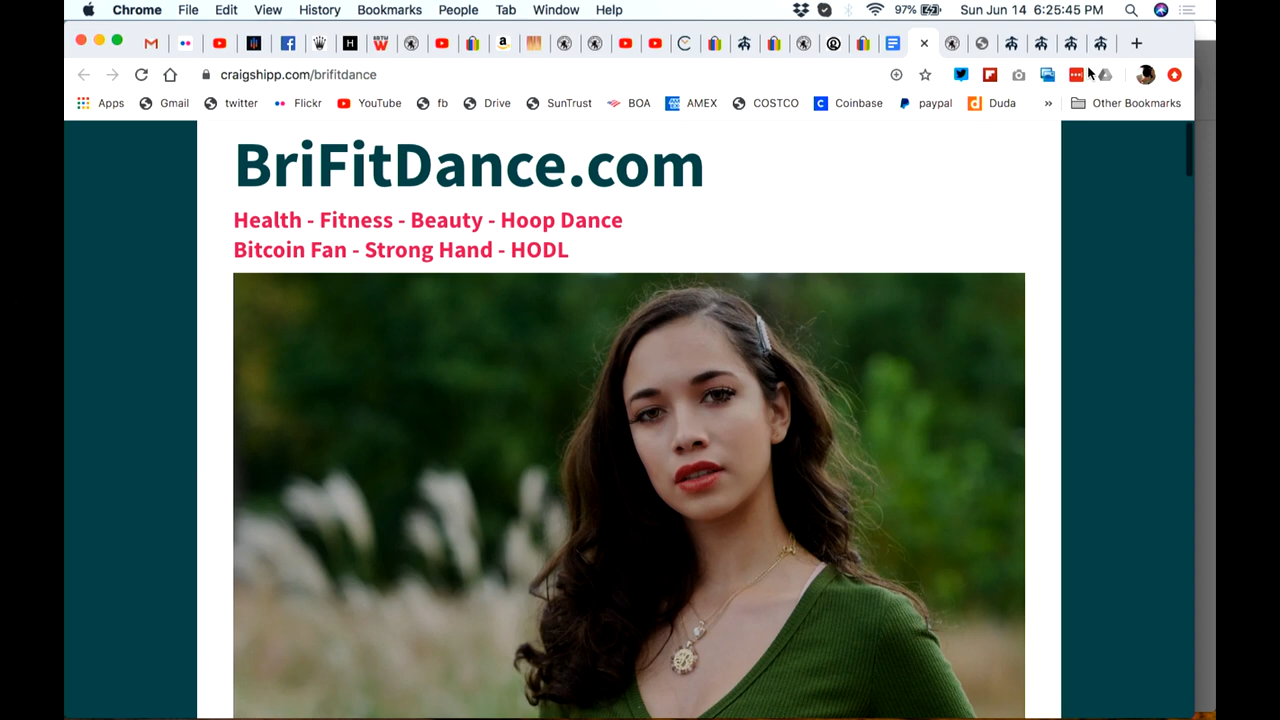 Chrome File Edit View History Bookmarks People Tab Window Help 97% Sun Jun 14 6:25:45 PM
craigshipp.com/brifitdance
Apps Gmail twitter Flickr YouTube fb Drive SunTrust BOA AMEX COSTCO Coinbase paypal Duda » Other Bookmarks
BriFitDance.com
Health - Fitness - Beauty - Hoop Dance
Bitcoin Fan - Strong Hand - HODL